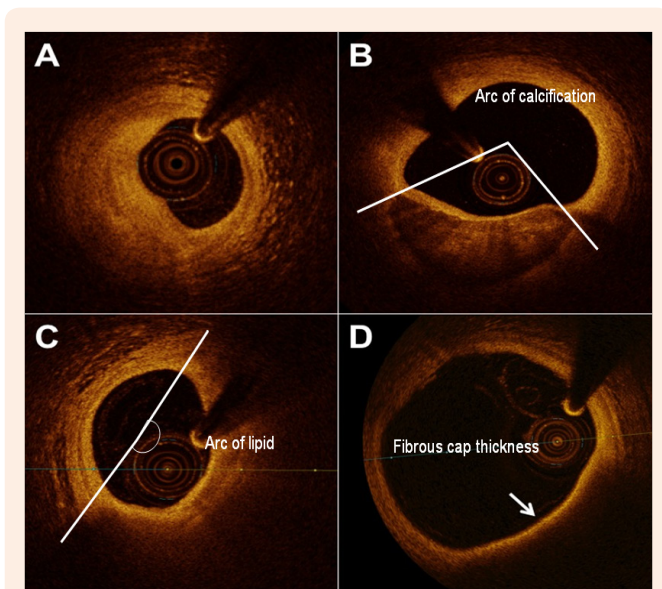 A
B
Arc of calcification
C
D
Arc of lipid
Fibrous cap thickness